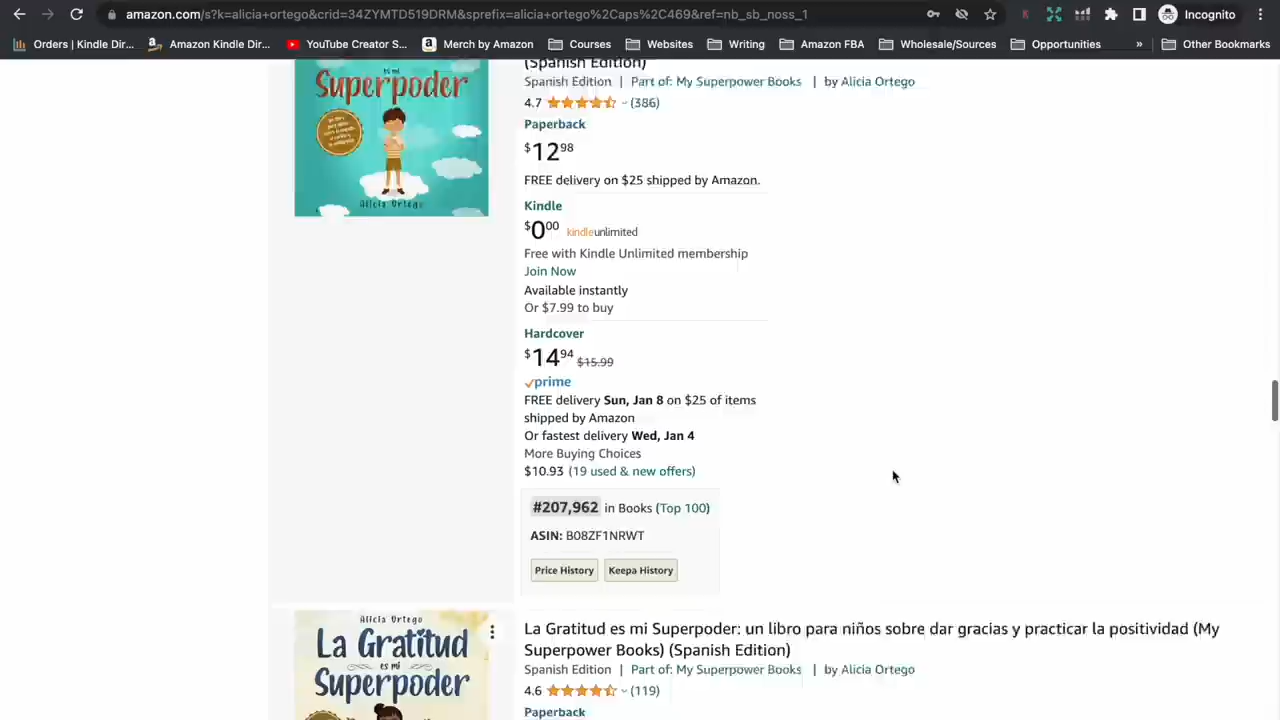 amazon.com/s?k=alicia+ortego&crid=34ZYMTD519DRM&sprefix=alicia+ortego%2Caps%2C469&ref=nb_sb_noss_1
Incognito
Orders | Kindle Dir...
Amazon Kindle Dir...
YouTube Creator S...
Merch by Amazon
Courses
Websites
Writing
Amazon FBA
Wholesale/Sources
Opportunities
»
Other Bookmarks
es mi
Superpoder
Alicia Ortego
(Spanish Edition)
Spanish Edition | Part of: My Superpower Books | by Alicia Ortego
4.7 (386)
Paperback
$12.98
FREE delivery on $25 shipped by Amazon.
Kindle
$0.00 kindleunlimited
Free with Kindle Unlimited membership
Join Now
Available instantly
Or $7.99 to buy
Hardcover
$14.94 $15.99
prime
FREE delivery Sun, Jan 8 on $25 of items
shipped by Amazon
Or fastest delivery Wed, Jan 4
More Buying Choices
$10.93 (19 used & new offers)
#207,962 in Books (Top 100)
ASIN: B08ZF1NRWT
Price History
Keepa History
Alicia Ortego
La Gratitud
es mi
Superpoder
La Gratitud es mi Superpoder: un libro para niños sobre dar gracias y practicar la positividad (My
Superpower Books) (Spanish Edition)
Spanish Edition | Part of: My Superpower Books | by Alicia Ortego
4.6 (119)
Paperback